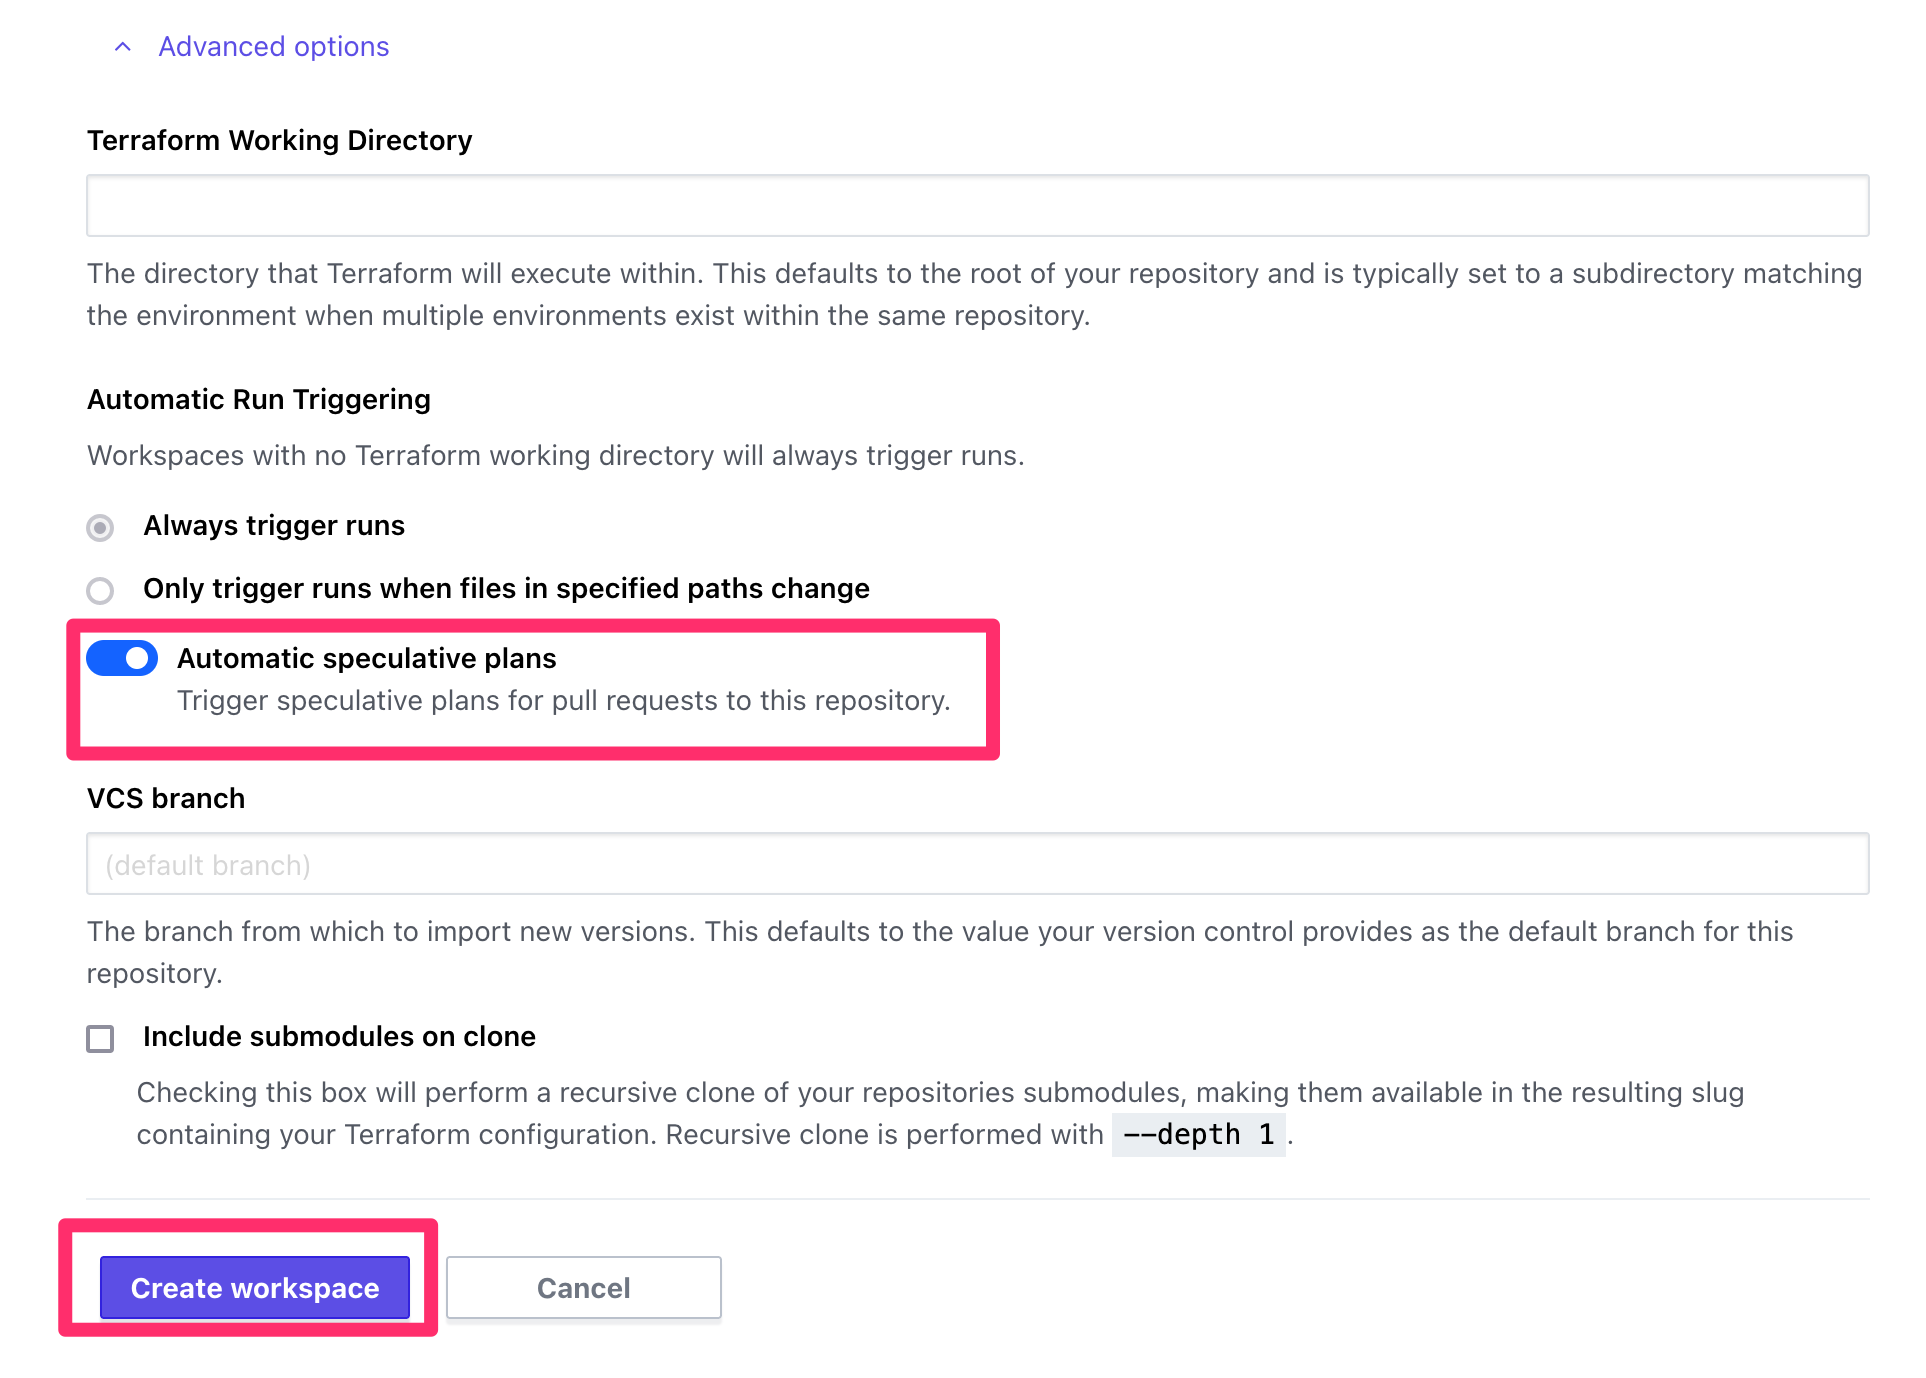 Advanced options
Terraform Working Directory
The directory that Terraform will execute within. This defaults to the root of your repository and is typically set to a subdirectory matching
the environment when multiple environments exist within the same repository.
Automatic Run Triggering
Workspaces with no Terraform working directory will always trigger runs.
Always trigger runs
Only trigger runs when files in specified paths change
Automatic speculative plans
Trigger speculative plans for pull requests to this repository.
VCS branch
(default branch)
The branch from which to import new versions. This defaults to the value your version control provides as the default branch for this
repository.
Include submodules on clone
Checking this box will perform a recursive clone of your repositories submodules, making them available in the resulting slug
containing your Terraform configuration. Recursive clone is performed with --depth 1 .
Create workspace Cancel